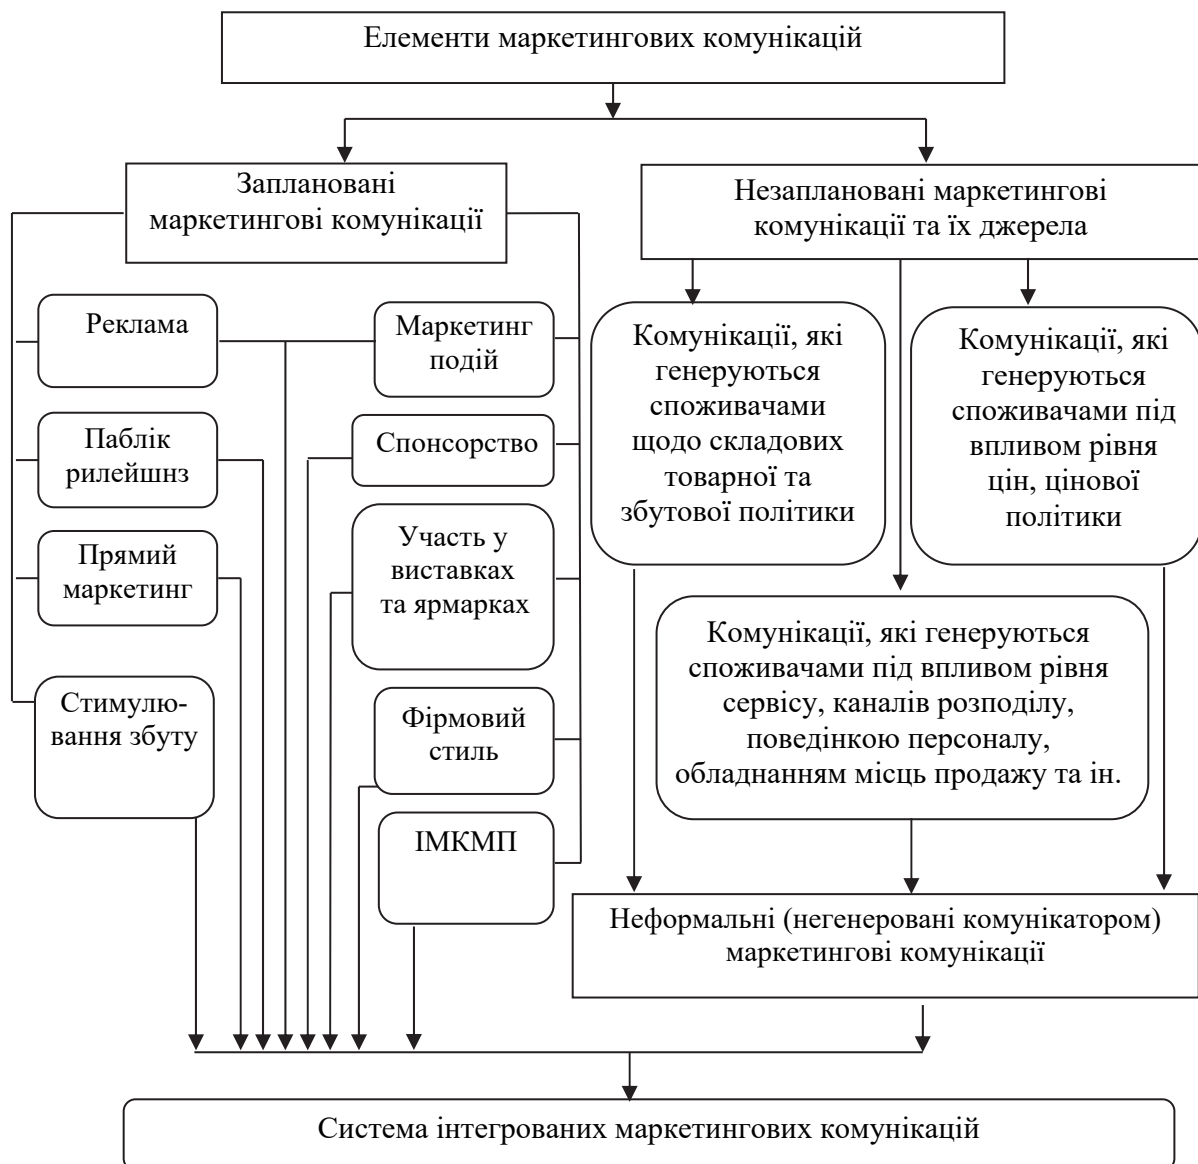 Елементи маркетингових комунікацій
Заплановані
маркетингові комунікації
Незаплановані маркетингові
комунікації та їх джерела
Реклама
Паблік
рилейшнз
Прямий
маркетинг
Стимулю-
вання збуту
Маркетинг
подій
Спонсорство
Участь у
виставках
та ярмарках
Фірмовий
стиль
ІМКМП
Комунікації, які
генеруються
споживачами
щодо складових
товарної та
збутової політики
Комунікації, які
генеруються
споживачами під
впливом рівня
цін, цінової
політики
Комунікації, які генеруються
споживачами під впливом рівня
сервісу, каналів розподілу,
поведінкою персоналу,
обладнанням місць продажу та ін.
Неформальні (негенеровані комунікатором)
маркетингові комунікації
Система інтегрованих маркетингових комунікацій